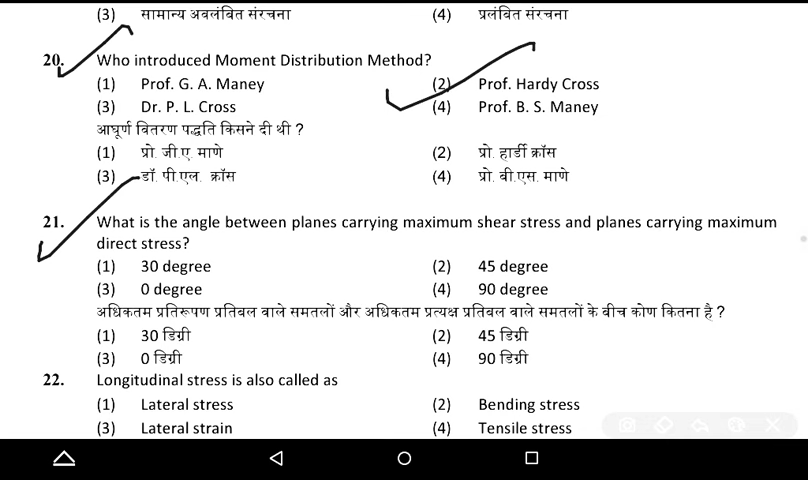 (3) सामान्य अवलंबित संरचना (4) प्रलंबित संरचना
20. Who introduced Moment Distribution Method?
(1) Prof. G. A. Maney (2) Prof. Hardy Cross
(3) Dr. P. L. Cross (4) Prof. B. S. Maney
आघूर्ण वितरण पद्धति किसने दी थी ?
(1) प्रो. जी.ए. माणे (2) प्रो. हार्डी क्रॉस
(3) डॉ. पी.एल. क्रॉस (4) प्रो. बी.एस. माणे
21. What is the angle between planes carrying maximum shear stress and planes carrying maximum
direct stress?
(1) 30 degree (2) 45 degree
(3) 0 degree (4) 90 degree
अधिकतम प्रतिरूपण प्रतिबल वाले समतलों और अधिकतम प्रत्यक्ष प्रतिबल वाले समतलों के बीच कोण कितना है ?
(1) 30 डिग्री (2) 45 डिग्री
(3) 0 डिग्री (4) 90 डिग्री
22. Longitudinal stress is also called as
(1) Lateral stress (2) Bending stress
(3) Lateral strain (4) Tensile stress